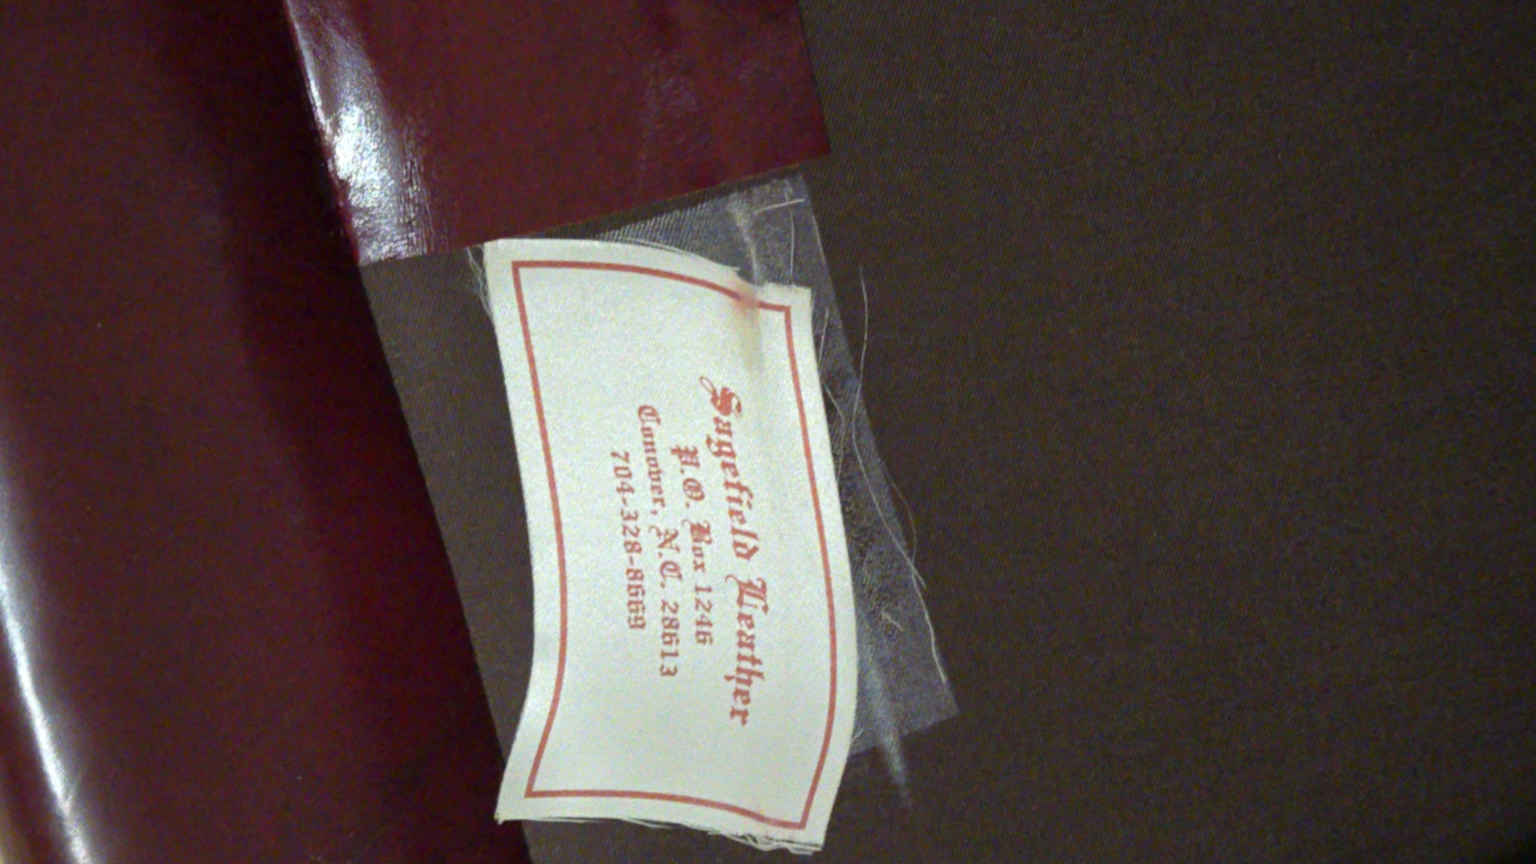 Sagefield Leather
P.O. Box 1246
Conover, N.C. 28613
704-328-8669